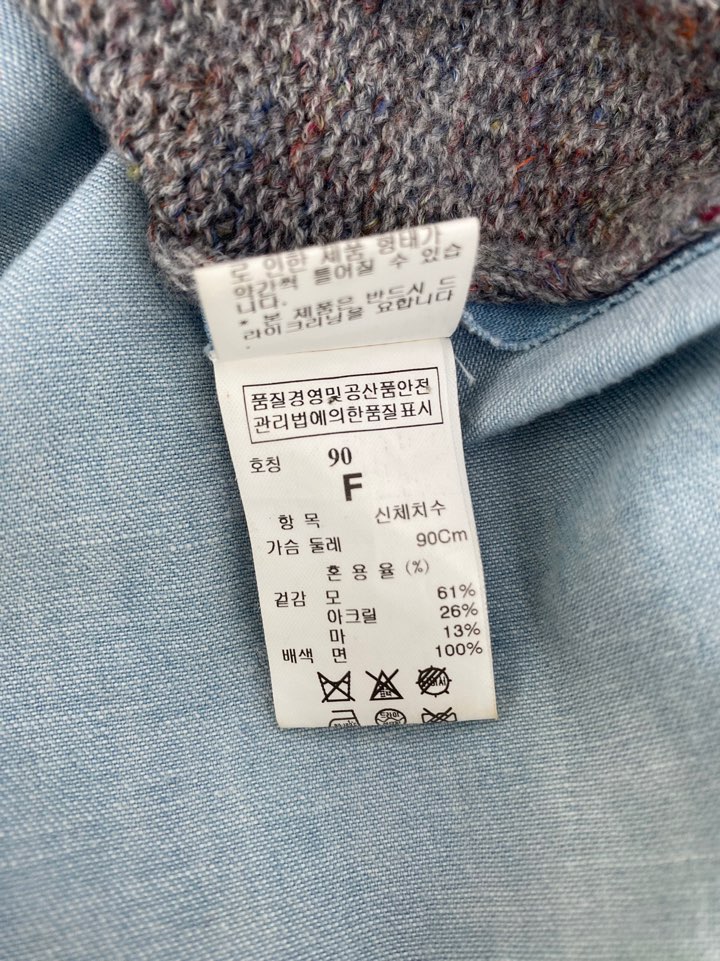 로 인한 제품 형태가
약간씩 틀어질 수 있습
니다.
* 본 제품은 반드시 드
라이크리닝을 요합니다
.
품질경영및공산품안전
관리법에의한품질표시
호칭 90
F
항 목 신체치수
가슴 둘레 90Cm
혼 용 율 (%)
겉감 모 61%
아크릴 26%
마 13%
배색 면 100%
드라이